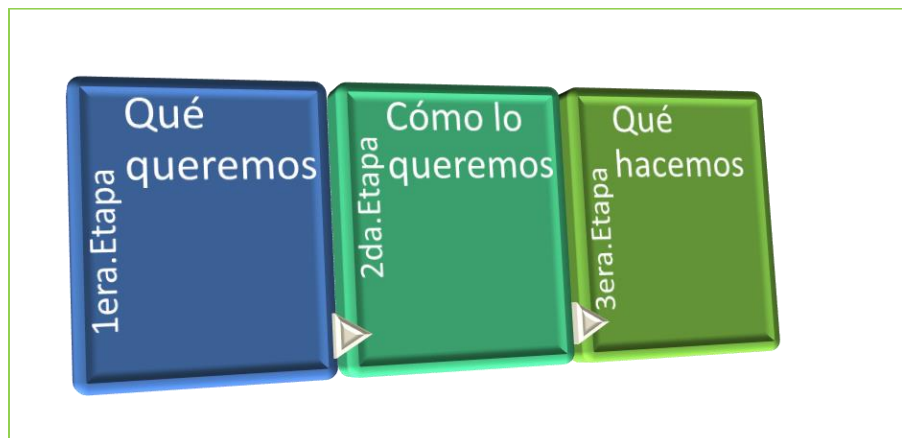 1era.Etapa
Qué
queremos
2da.Etapa
Cómo lo
queremos
3era.Etapa
Qué
hacemos